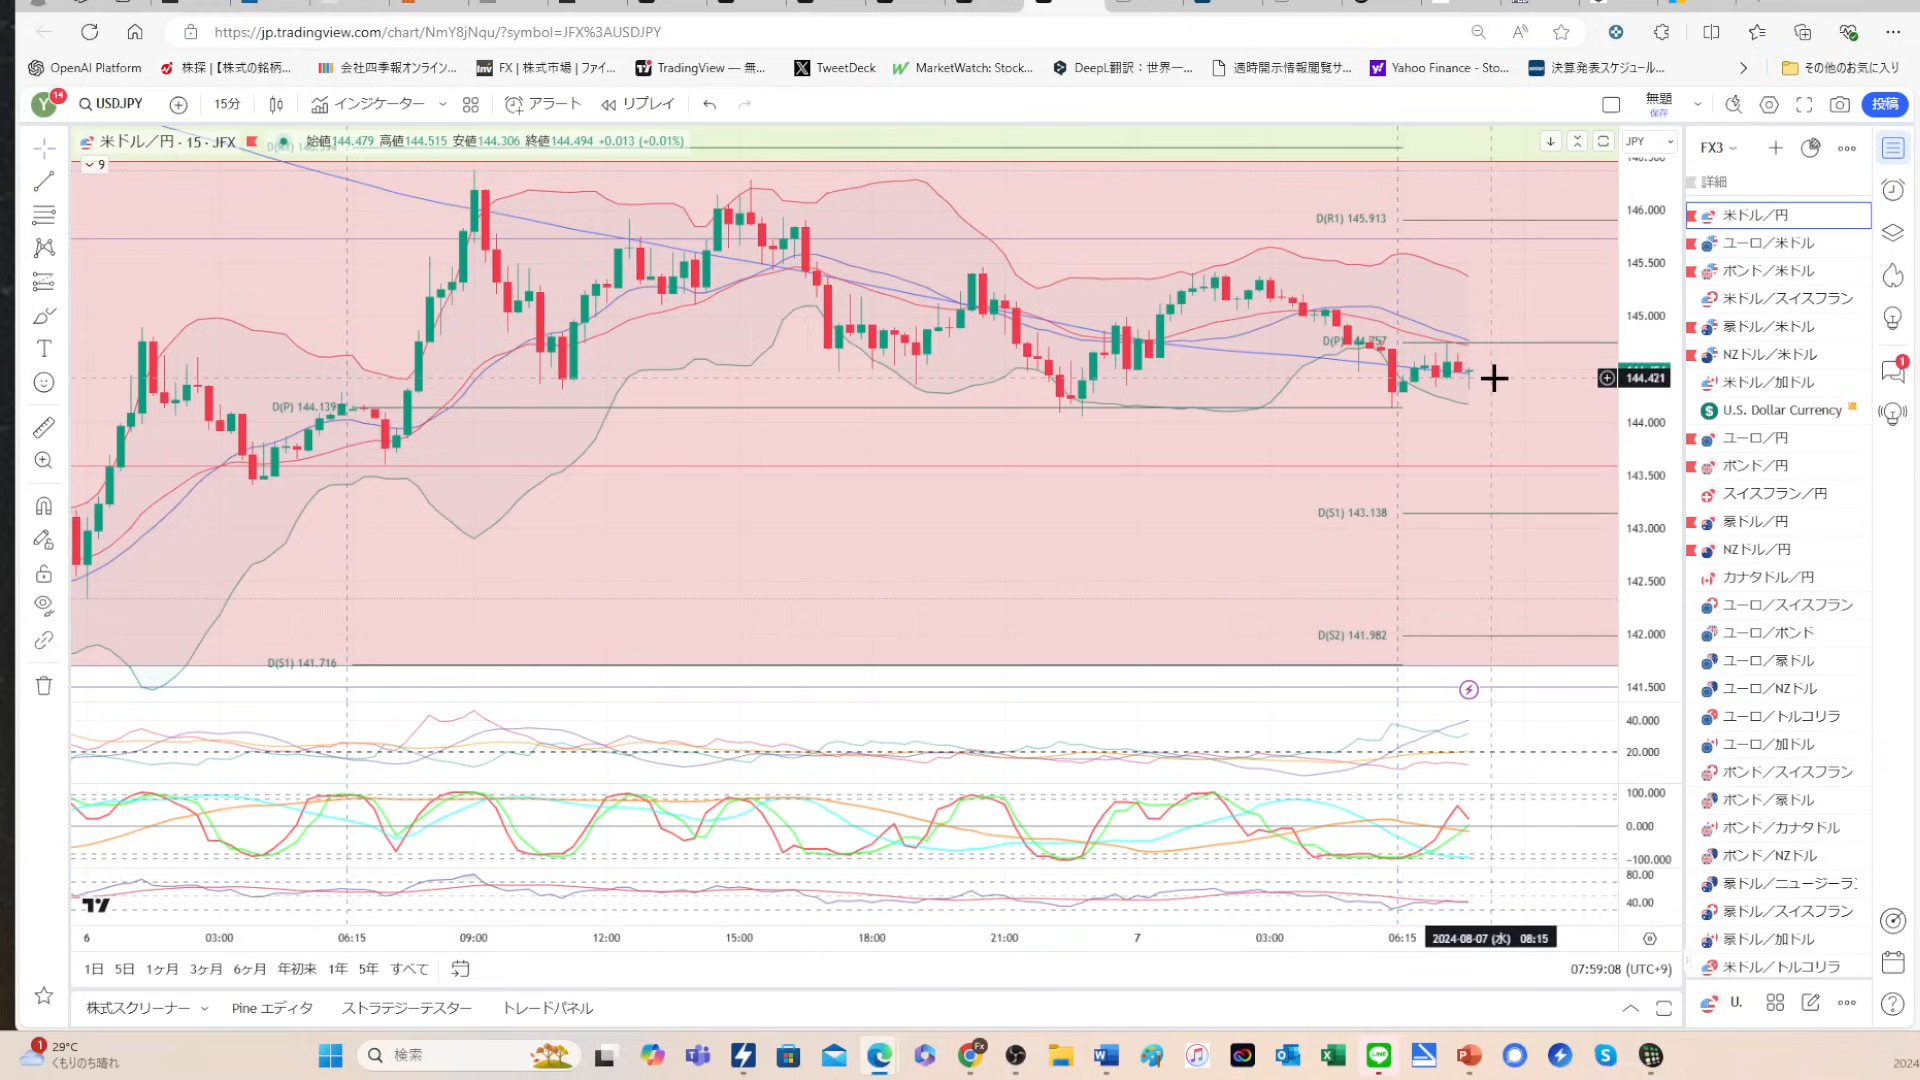 https://jp.tradingview.com/chart/NmY8jNqu/?symbol=JFX%3AUSDJPY
OpenAI Platform
株探 | 【株式の銘柄...
会社四季報オンライン...
FX | 株式市場 | ファイ...
TradingView — 無...
TweetDeck
MarketWatch: Stock...
DeepL翻訳：世界一...
適時開示情報閲覧サ...
Yahoo Finance - Sto...
決算発表スケジュール...
その他のお気に入り
Y 14
USDJPY
15分
インジケーター
アラート
リプレイ
無題
保存
投稿
米ドル／円 · 15 · JFX
始値144.479 高値144.515 安値144.306 終値144.494 +0.013 (+0.01%)
9
JPY
FX3
詳細
146.000
145.500
145.000
144.421
144.000
143.500
143.000
142.500
142.000
141.500
D(R1) 145.913
D(P) 144.139
D(S1) 143.138
D(S2) 141.982
D(S1) 141.716
40.000
20.000
100.000
0.000
−100.000
80.00
40.00
6
03:00
06:15
09:00
12:00
15:00
18:00
21:00
7
03:00
06:15
2024-08-07 (水) 08:15
米ドル／円
ユーロ／米ドル
ポンド／米ドル
米ドル／スイスフラン
豪ドル／米ドル
NZドル／米ドル
米ドル／加ドル
U.S. Dollar Currency
ユーロ／円
ポンド／円
スイスフラン／円
豪ドル／円
NZドル／円
カナダドル／円
ユーロ／スイスフラン
ユーロ／ポンド
ユーロ／豪ドル
ユーロ／NZドル
ユーロ／トルコリラ
ユーロ／加ドル
ポンド／スイスフラン
ポンド／豪ドル
ポンド／カナダドル
ポンド／NZドル
豪ドル／ニュージーラ
豪ドル／スイスフラン
豪ドル／加ドル
米ドル／トルコリラ
1
1日
5日
1ヶ月
3ヶ月
6ヶ月
年初来
1年
5年
すべて
07:59:08 (UTC+9)
株式スクリーナー
Pine エディタ
ストラテジーテスター
トレードパネル
U.
1
29°C
くもりのち晴れ
検索
2024